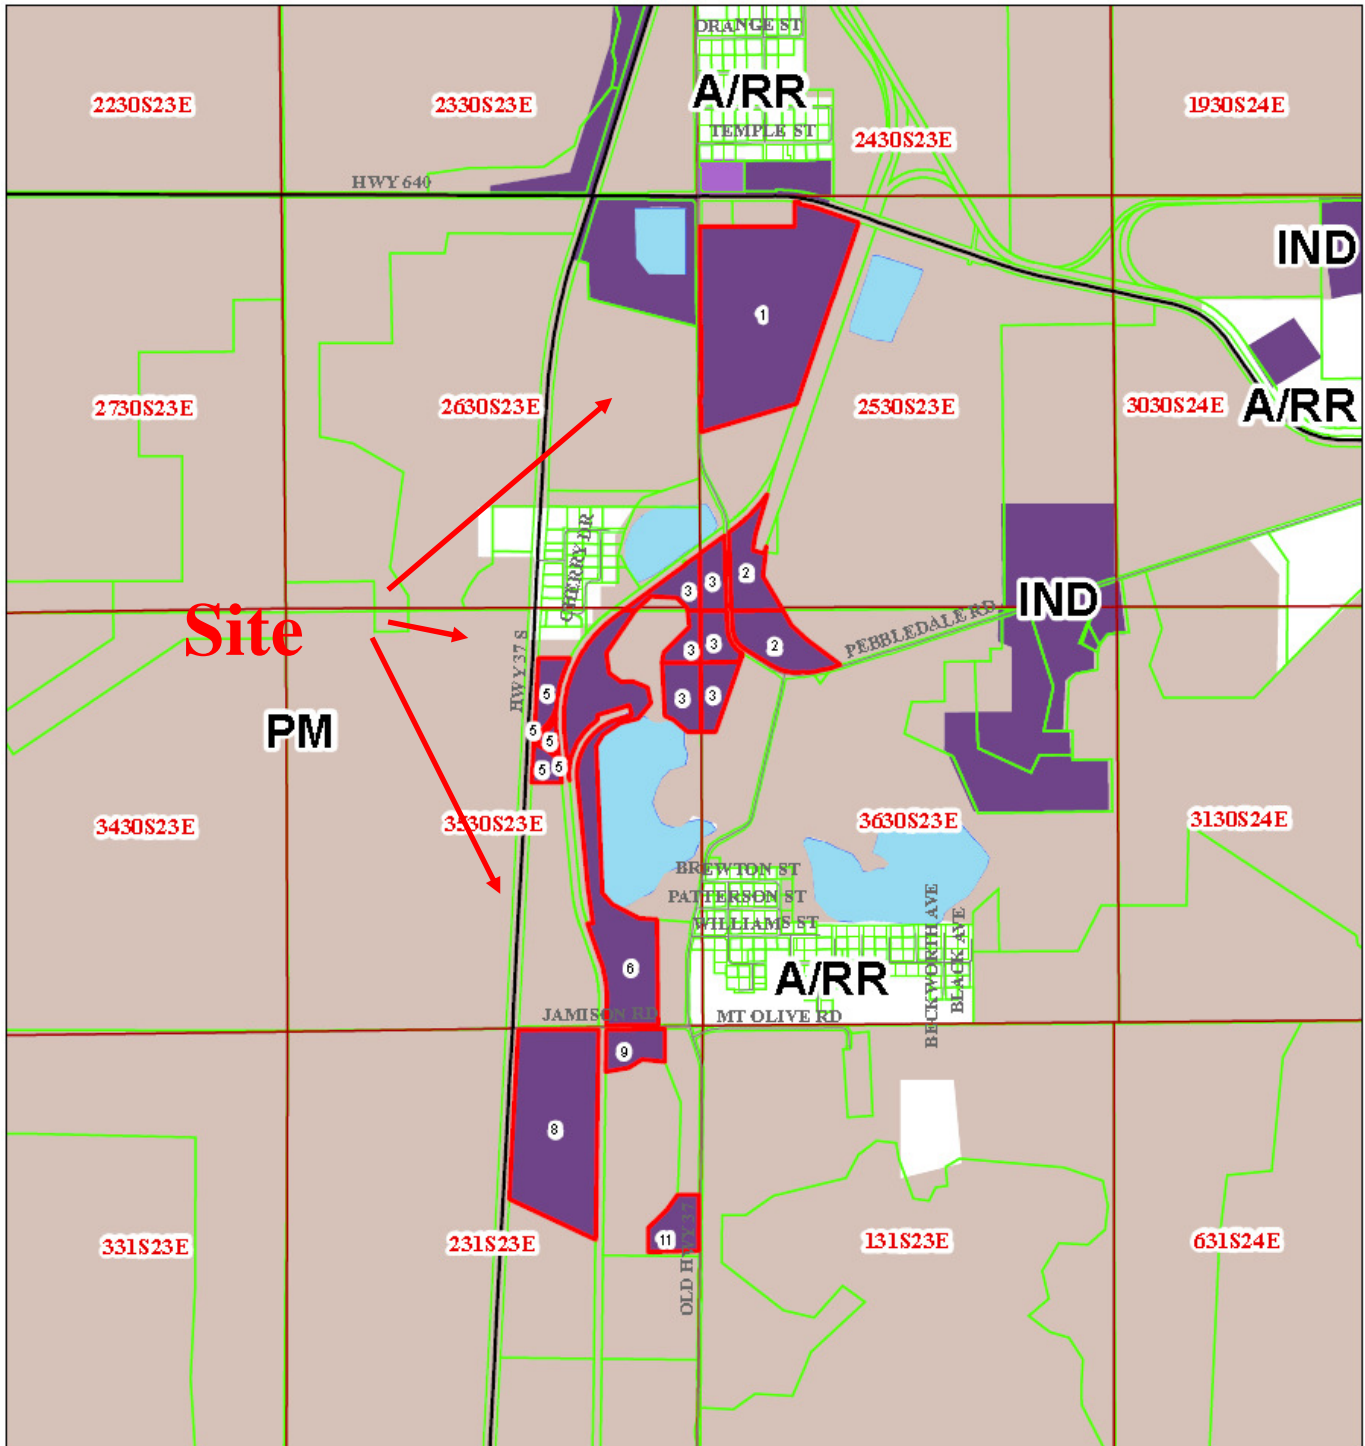 ORANGE ST
A/RR
2230S23E
2330S23E
1930S24E
TEMPLE ST
2430S23E
HWY 640
IND
1
2730S23E
2630S23E
2530S23E
3030S24E
A/RR
CHERRY DR
3
3
2
IND
Site
PEBBLEDALE RD
3
3
2
HWY 37 S
5
3
3
PM
5
5
5
5
3430S23E
3530S23E
3630S23E
3130S24E
BREWTON ST
PATTERSON ST
WILLIAMS ST
BECKWORTH AVE
BLACK AVE
6
A/RR
JAMISON RD
MT OLIVE RD
9
8
331S23E
231S23E
11
OLD HWY 37
131S23E
631S24E